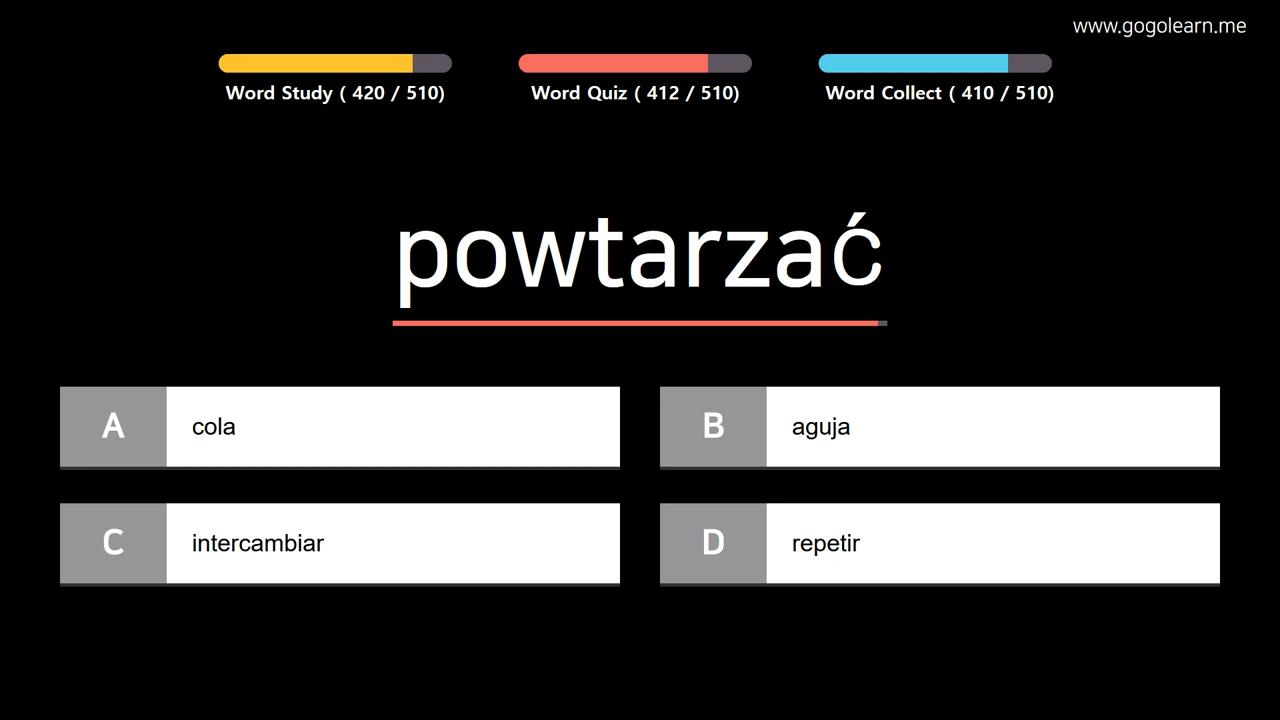 www.gogolearn.me
Word Study ( 420 / 510)
Word Quiz ( 412 / 510)
Word Collect ( 410 / 510)
powtarzać
A cola
B aguja
C intercambiar
D repetir